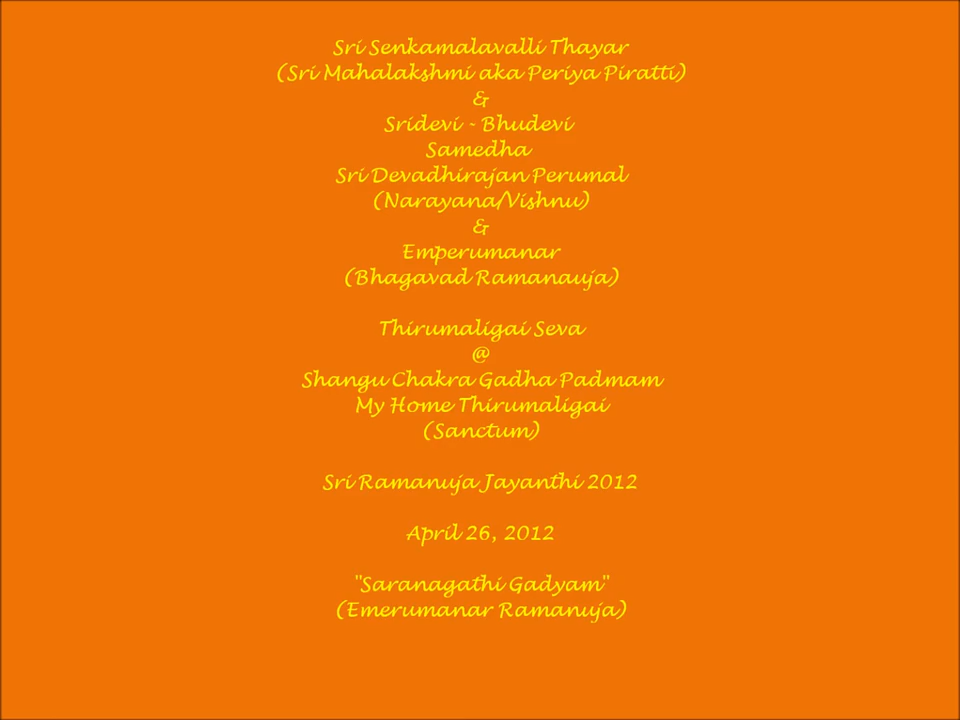 Sri Senkamalavalli Thayar
(Sri Mahalakshmi aka Periya Piratti)
&
Sridevi - Bhudevi
Samedha
Sri Devadhirajan Perumal
(Narayana/Vishnu)
&
Emperumanar
(Bhagavad Ramanauja)
Thirumaligai Seva
@
Shangu Chakra Gadha Padmam
My Home Thirumaligai
(Sanctum)
Sri Ramanuja Jayanthi 2012
April 26, 2012
"Saranagathi Gadyam"
(Emerumanar Ramanuja)